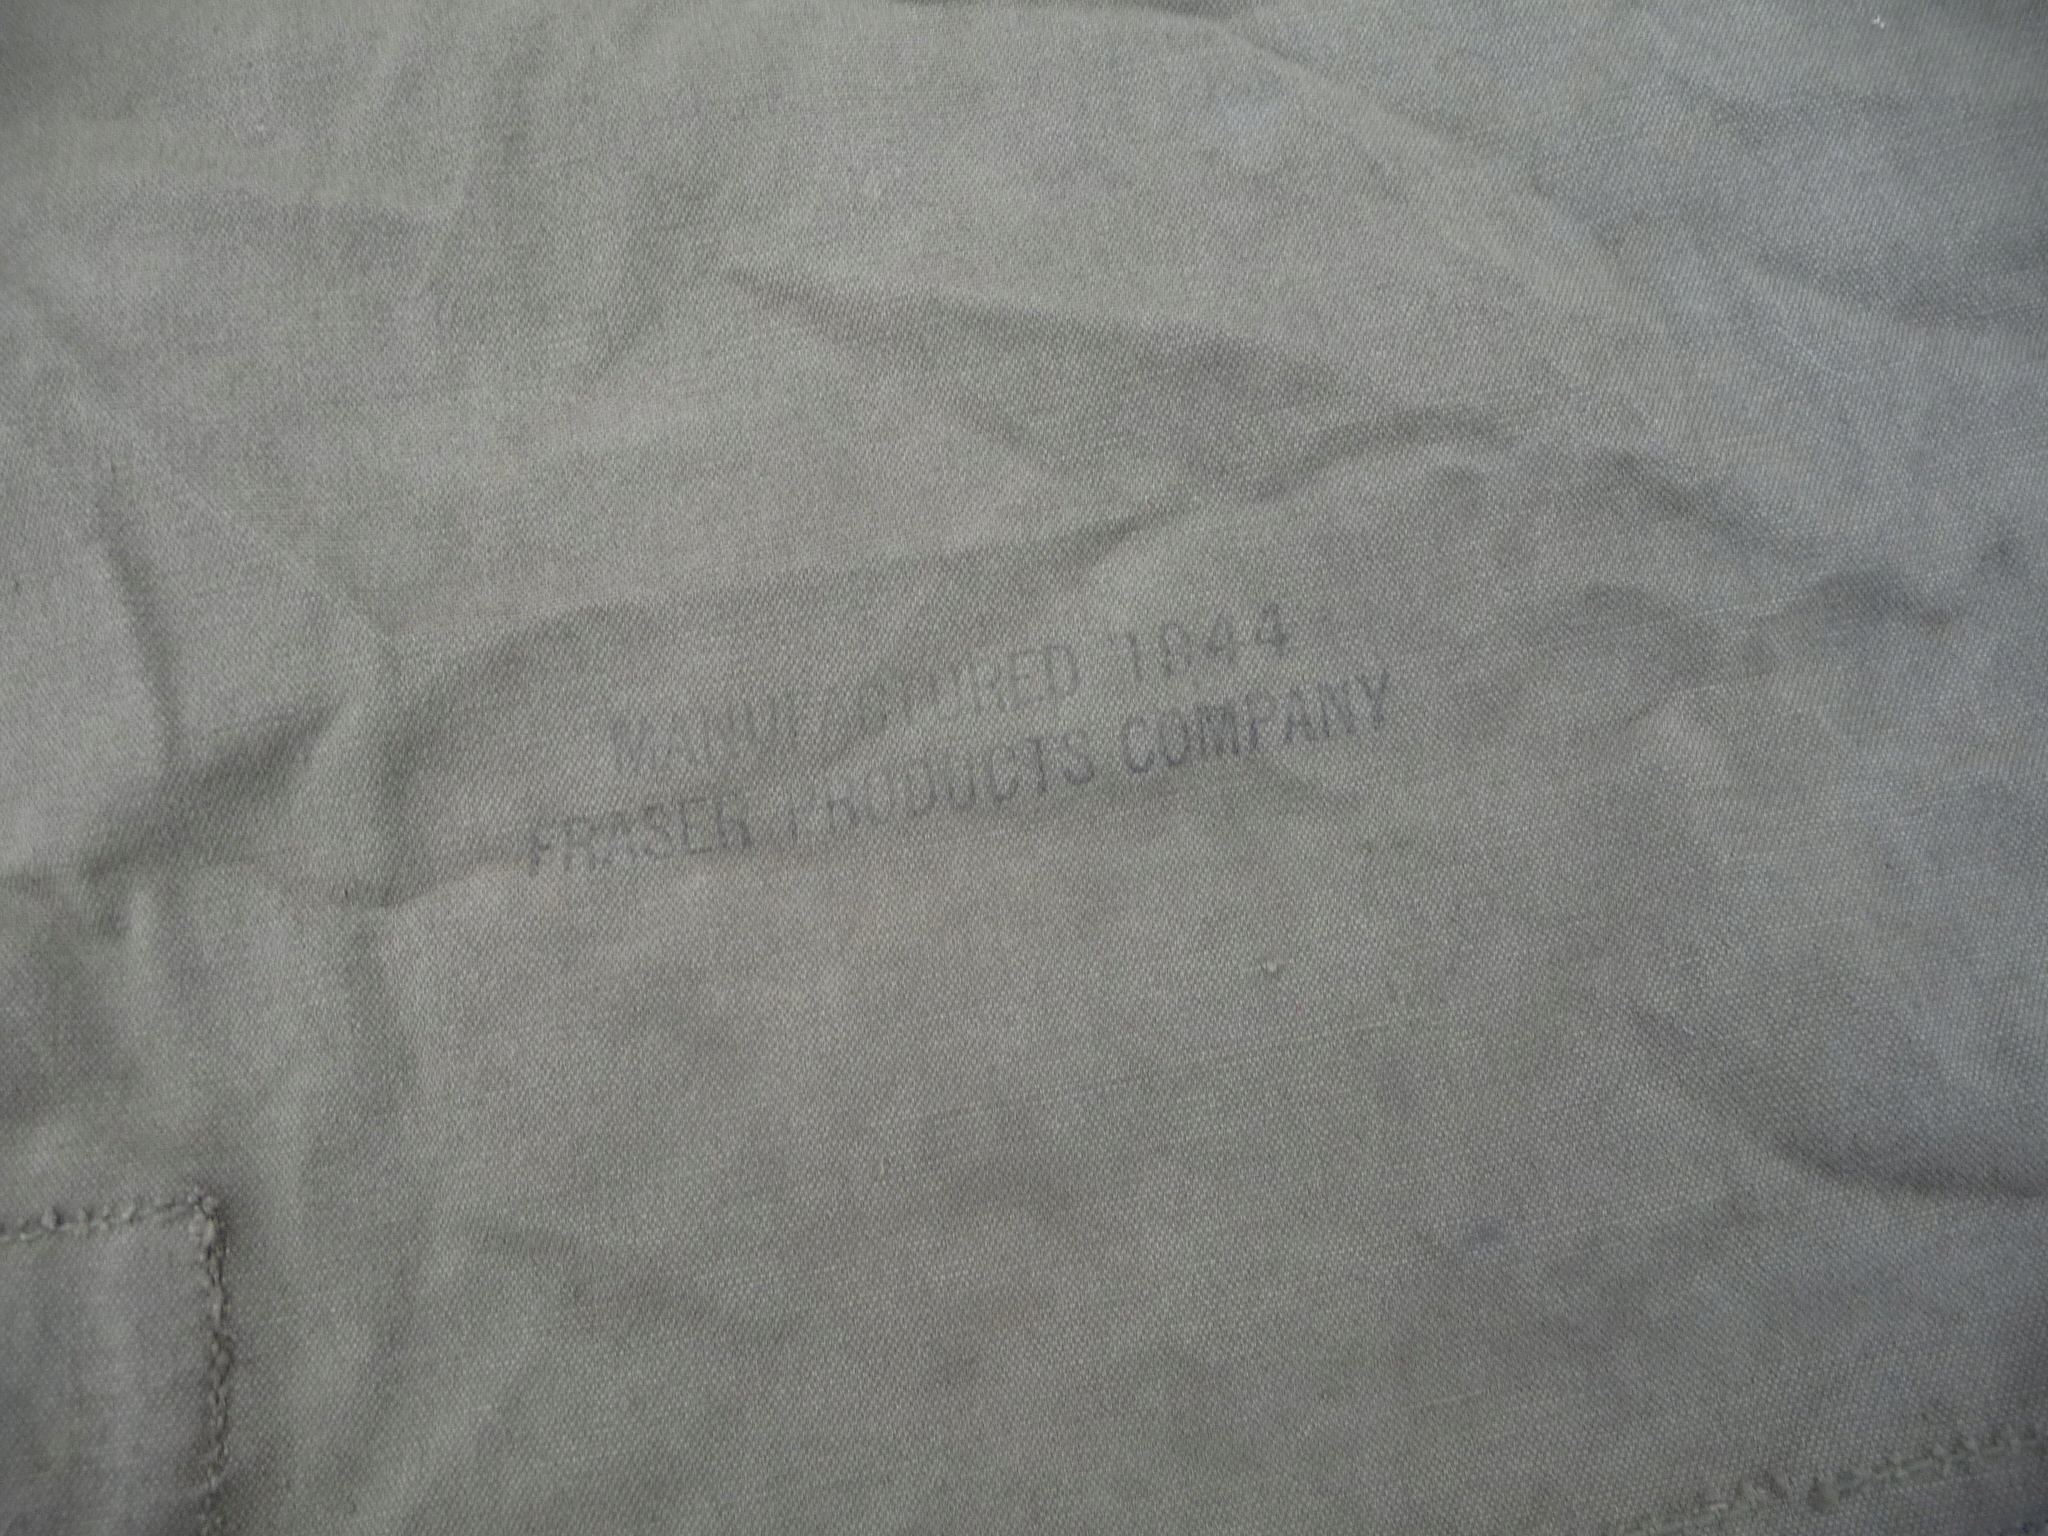 MANUFACTURED 1944
FRASER PRODUCTS COMPANY